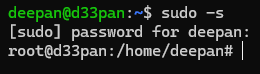 deepan@d33pan:~$ sudo -s
[sudo] password for deepan:
root@d33pan:/home/deepan#